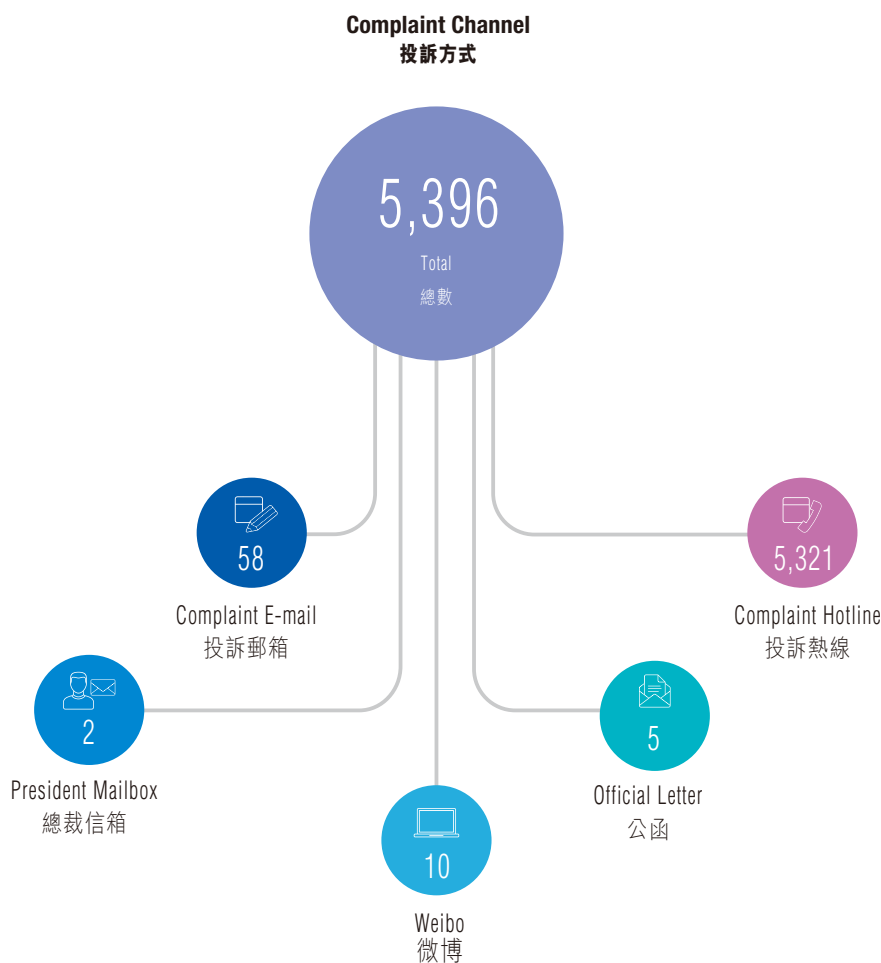 Complaint Channel
投訴方式
5,396
Total
總數
58
Complaint E-mail
投訴郵箱
5,321
Complaint Hotline
投訴熱線
2
President Mailbox
總裁信箱
5
Official Letter
公函
10
Weibo
微博